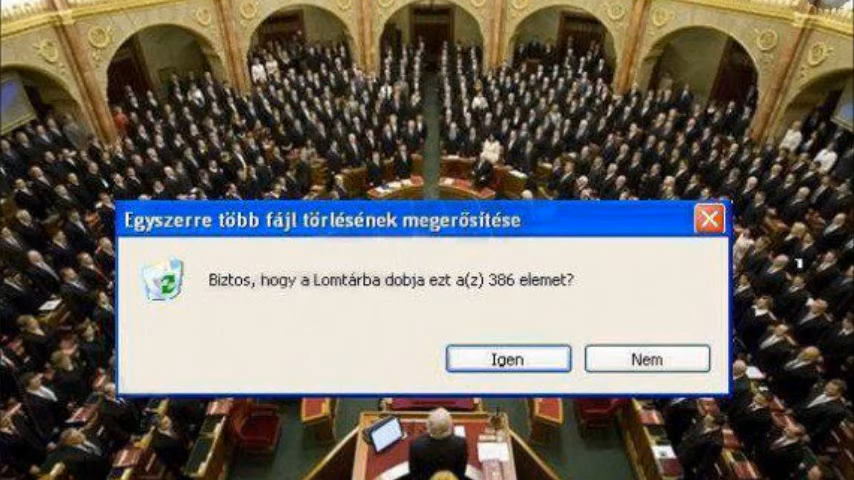 Egyszerre több fájl törlésének megerősítése
Biztos, hogy a Lomtárba dobja ezt a(z) 386 elemet?
Igen
Nem